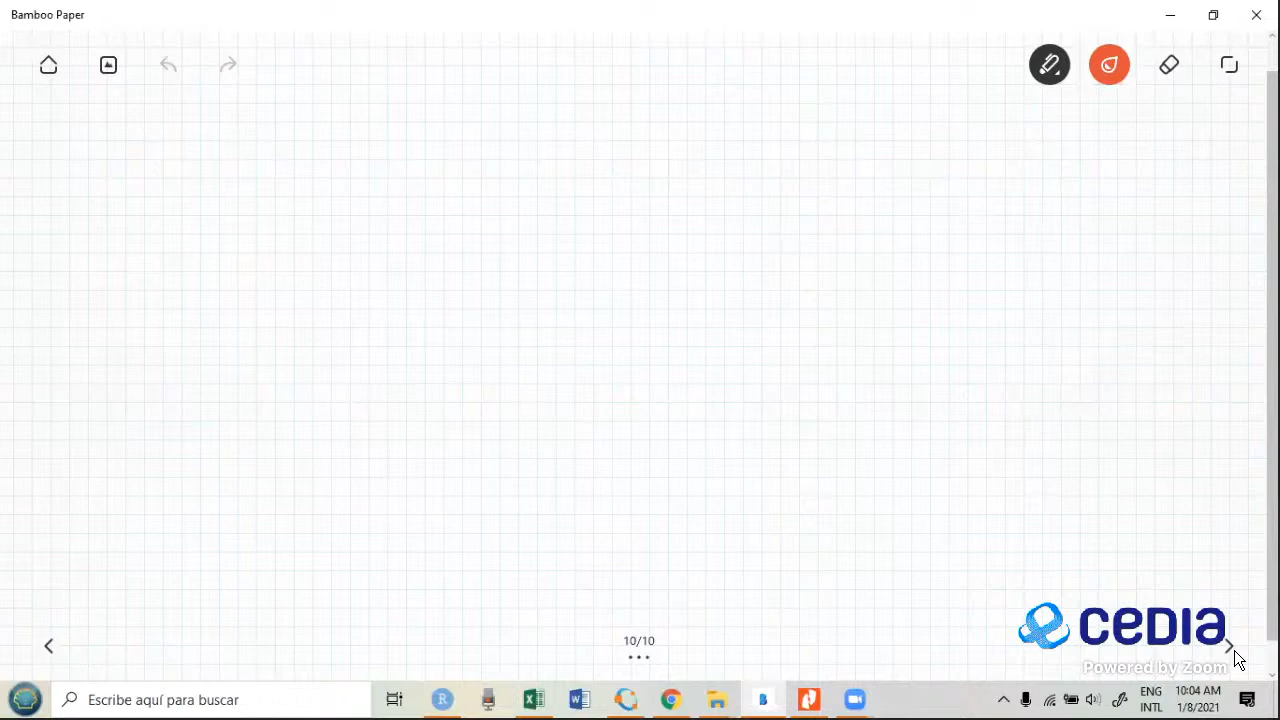 Bamboo Paper
10/10
cedia
Powered by Zoom
Escribe aquí para buscar
ENG
INTL
10:04 AM
1/8/2021